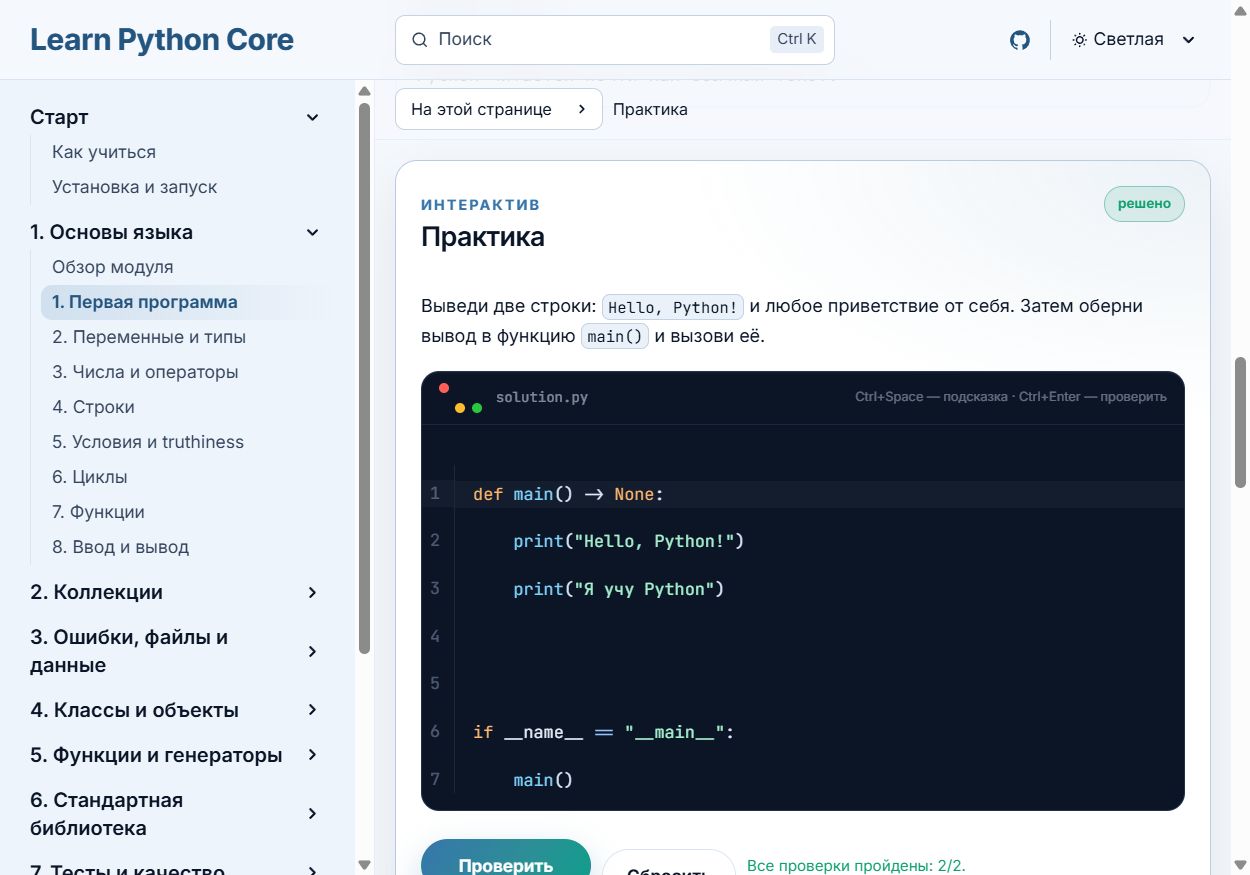 Learn Python Core
Поиск
Ctrl K
Светлая
Старт
Как учиться
Установка и запуск
1. Основы языка
Обзор модуля
1. Первая программа
2. Переменные и типы
3. Числа и операторы
4. Строки
5. Условия и truthiness
6. Циклы
7. Функции
8. Ввод и вывод
2. Коллекции
3. Ошибки, файлы и
данные
4. Классы и объекты
5. Функции и генераторы
6. Стандартная
библиотека
7. Тесты и качество
На этой странице
Практика
ИНТЕРАКТИВ
решено
Практика
Выведи две строки: Hello, Python! и любое приветствие от себя. Затем оберни
вывод в функцию main() и вызови её.
solution.py
Ctrl+Space — подсказка · Ctrl+Enter — проверить
1 def main() -> None:
2 print("Hello, Python!")
3 print("Я учу Python")
4
5
6 if __name__ == "__main__":
7 main()
Проверить
Сбросить
Все проверки пройдены: 2/2.